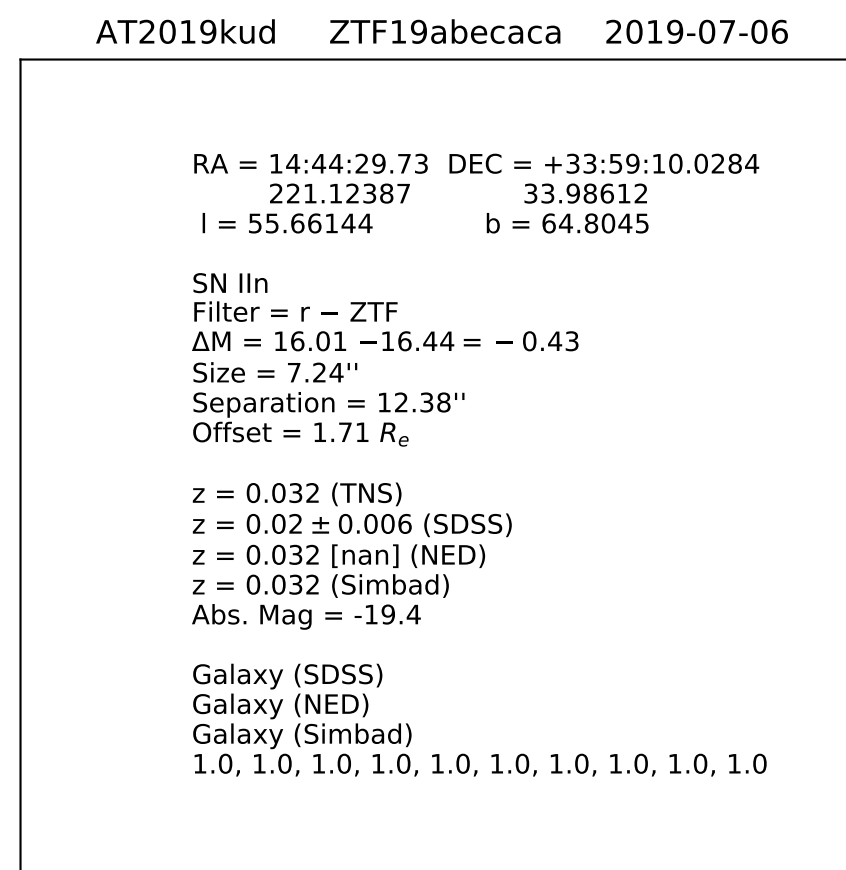 AT2019kud ZTF19abecaca 2019-07-06
RA = 14:44:29.73 DEC = +33:59:10.0284
221.12387 33.98612
l = 55.66144 b = 64.8045
SN IIn
Filter = r − ZTF
ΔM = 16.01 −16.44 = − 0.43
Size = 7.24''
Separation = 12.38''
Offset = 1.71 Re
z = 0.032 (TNS)
z = 0.02 ± 0.006 (SDSS)
z = 0.032 [nan] (NED)
z = 0.032 (Simbad)
Abs. Mag = -19.4
Galaxy (SDSS)
Galaxy (NED)
Galaxy (Simbad)
1.0, 1.0, 1.0, 1.0, 1.0, 1.0, 1.0, 1.0, 1.0, 1.0